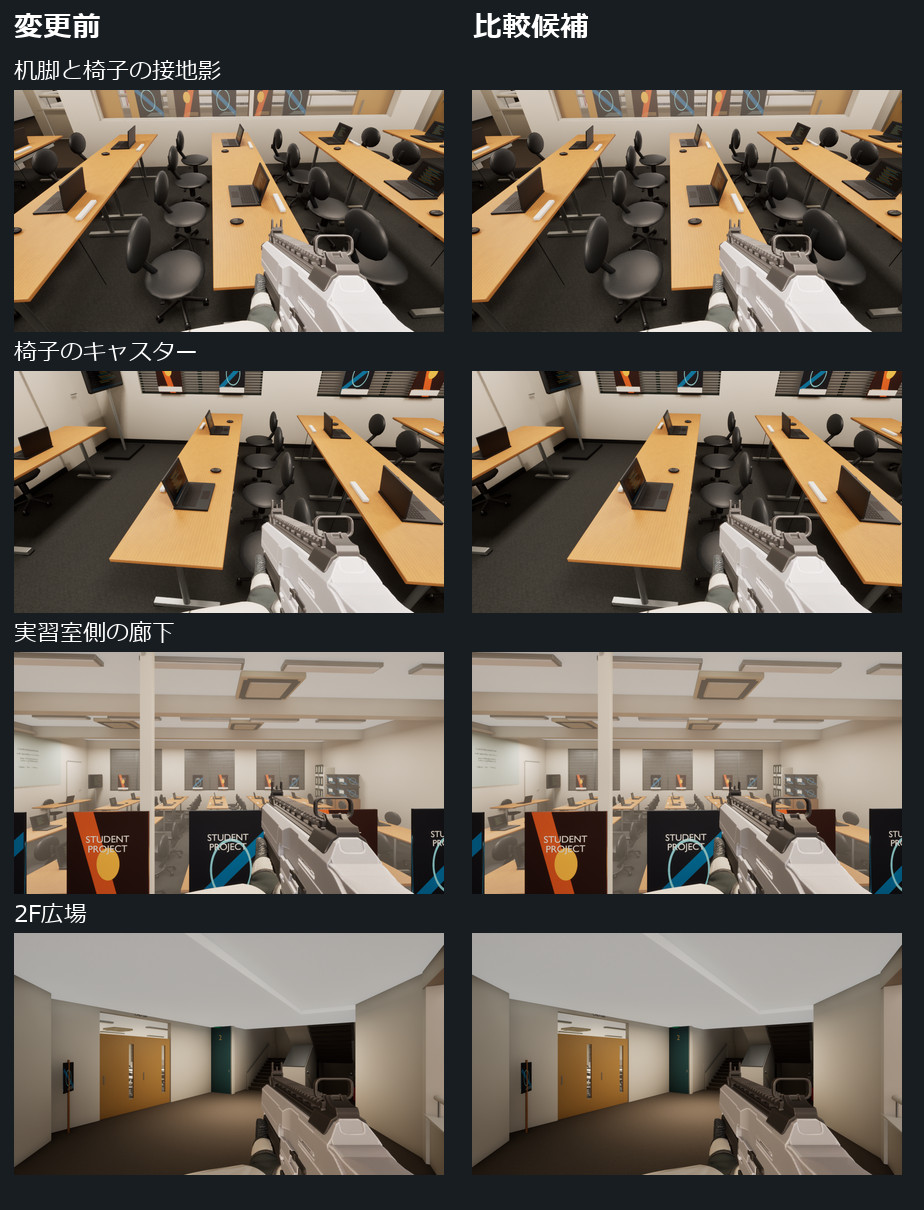 変更前
比較候補
机脚と椅子の接地影
椅子のキャスター
実習室側の廊下
STUDENT
PROJECT
STUDENT
PROJECT
STUDENT
PROJECT
STUDENT
PROJECT
2F広場